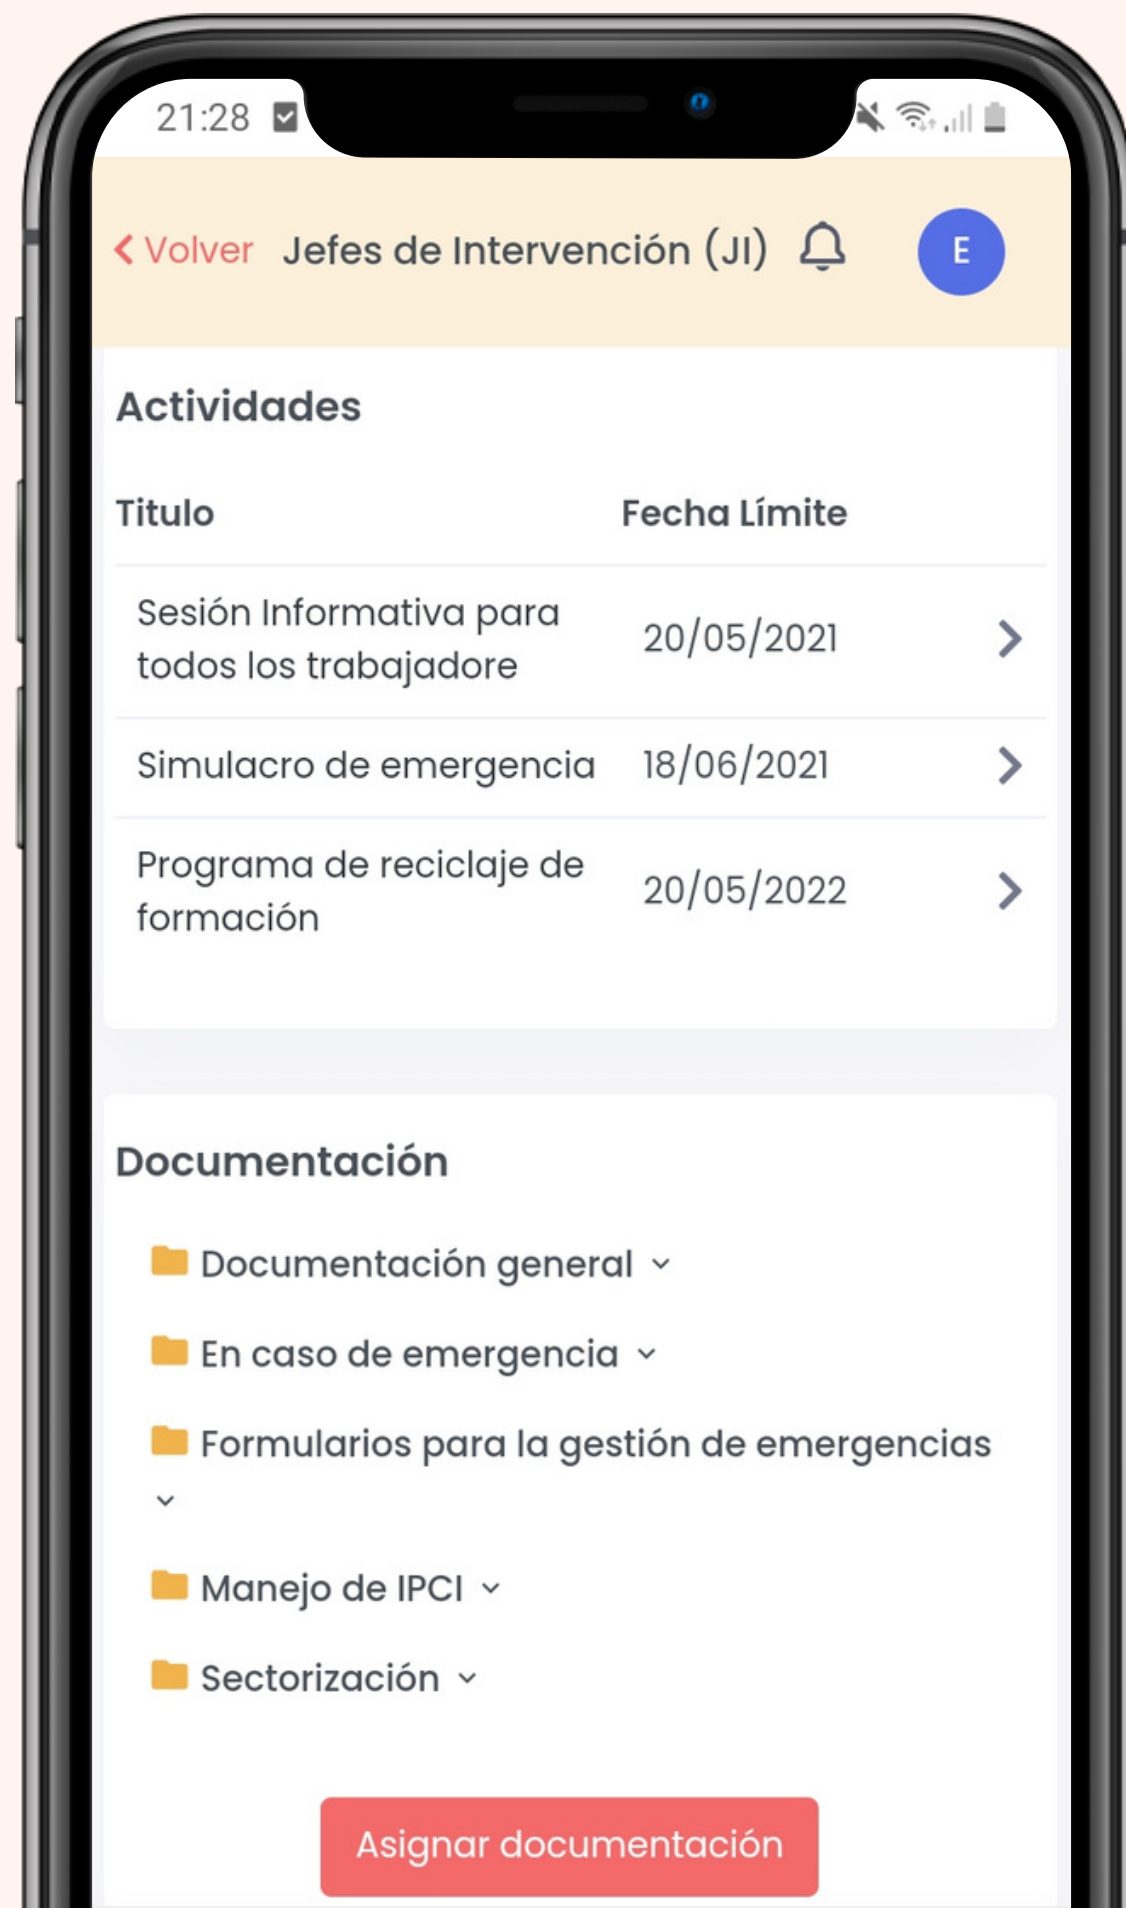 21:28
Volver Jefes de Intervención (JI) E
Actividades
Titulo Fecha Límite
Sesión Informativa para
todos los trabajadore
20/05/2021
Simulacro de emergencia 18/06/2021
Programa de reciclaje de
formación
20/05/2022
Documentación
Documentación general
En caso de emergencia
Formularios para la gestión de emergencias
Manejo de IPCI
Sectorización
Asignar documentación